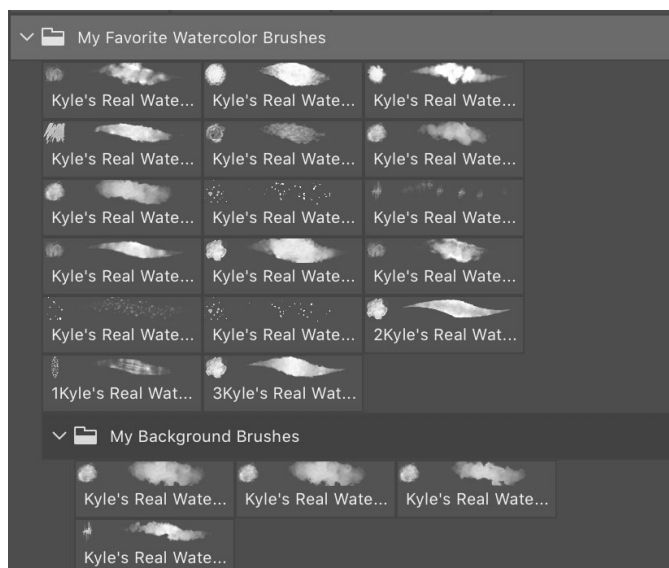 My Favorite Watercolor Brushes
Kyle's Real Wate... Kyle's Real Wate... Kyle's Real Wate...
Kyle's Real Wate... Kyle's Real Wate... Kyle's Real Wate...
Kyle's Real Wate... Kyle's Real Wate... Kyle's Real Wate...
Kyle's Real Wate... Kyle's Real Wate... Kyle's Real Wate...
Kyle's Real Wate... Kyle's Real Wate... 2Kyle's Real Wat...
1Kyle's Real Wat... 3Kyle's Real Wat...
My Background Brushes
Kyle's Real Wate... Kyle's Real Wate... Kyle's Real Wate...
Kyle's Real Wate...